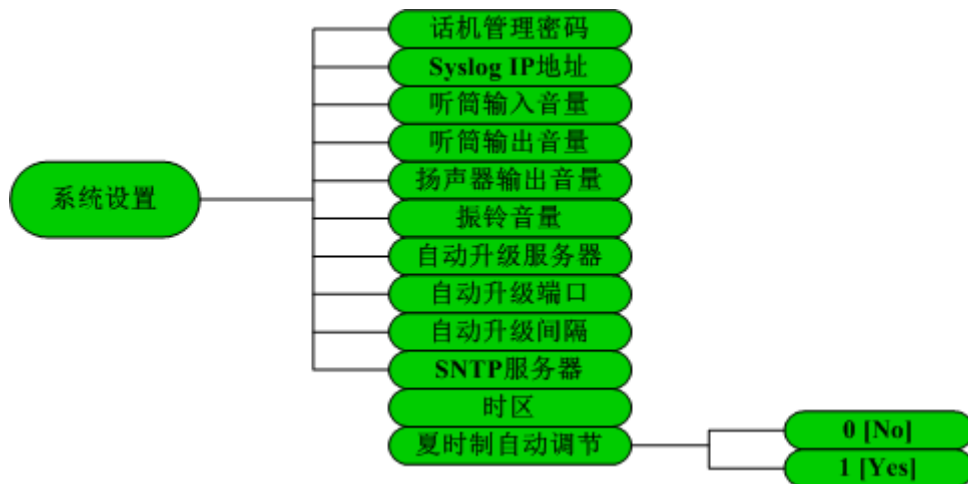 系统设置
话机管理密码
Syslog IP地址
听筒输入音量
听筒输出音量
扬声器输出音量
振铃音量
自动升级服务器
自动升级端口
自动升级间隔
SNTP服务器
时区
夏时制自动调节
0 [No]
1 [Yes]